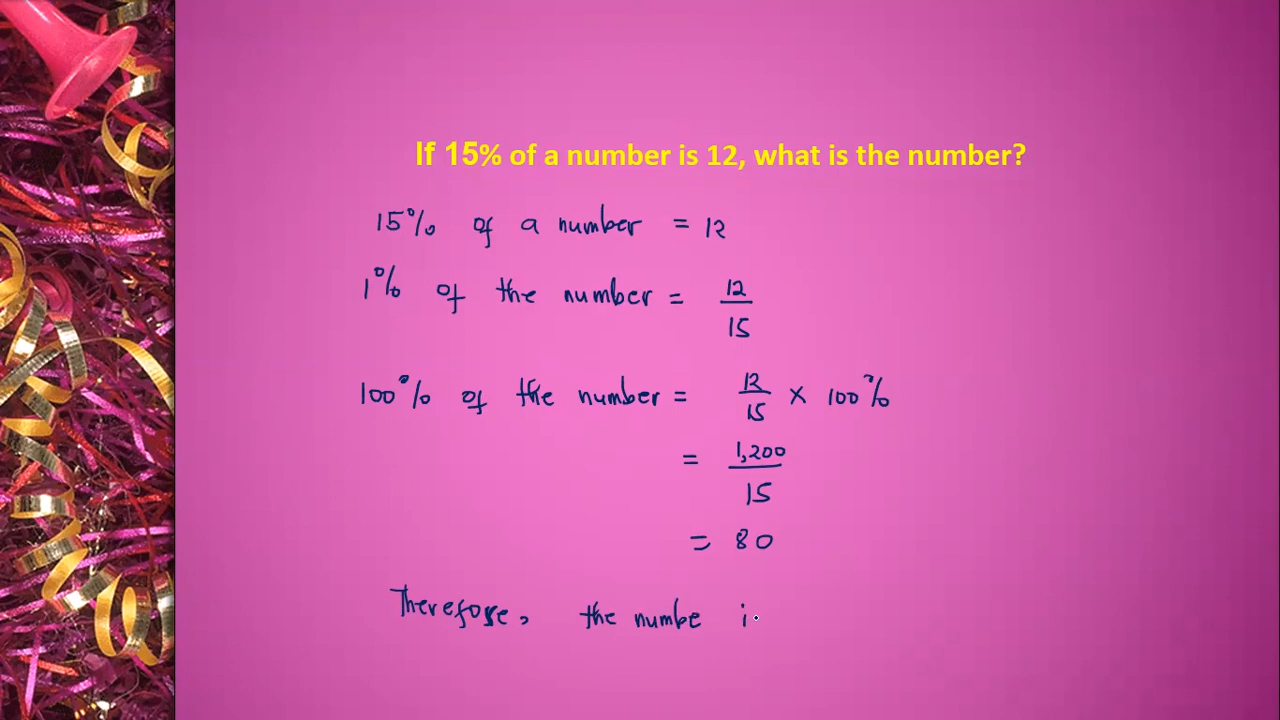 If 15% of a number is 12, what is the number?
15% of a number = 12
1% of the number = 12/15
100% of the number = 12/15 × 100%
= 1,200/15
= 80
Therefore, the numbe i